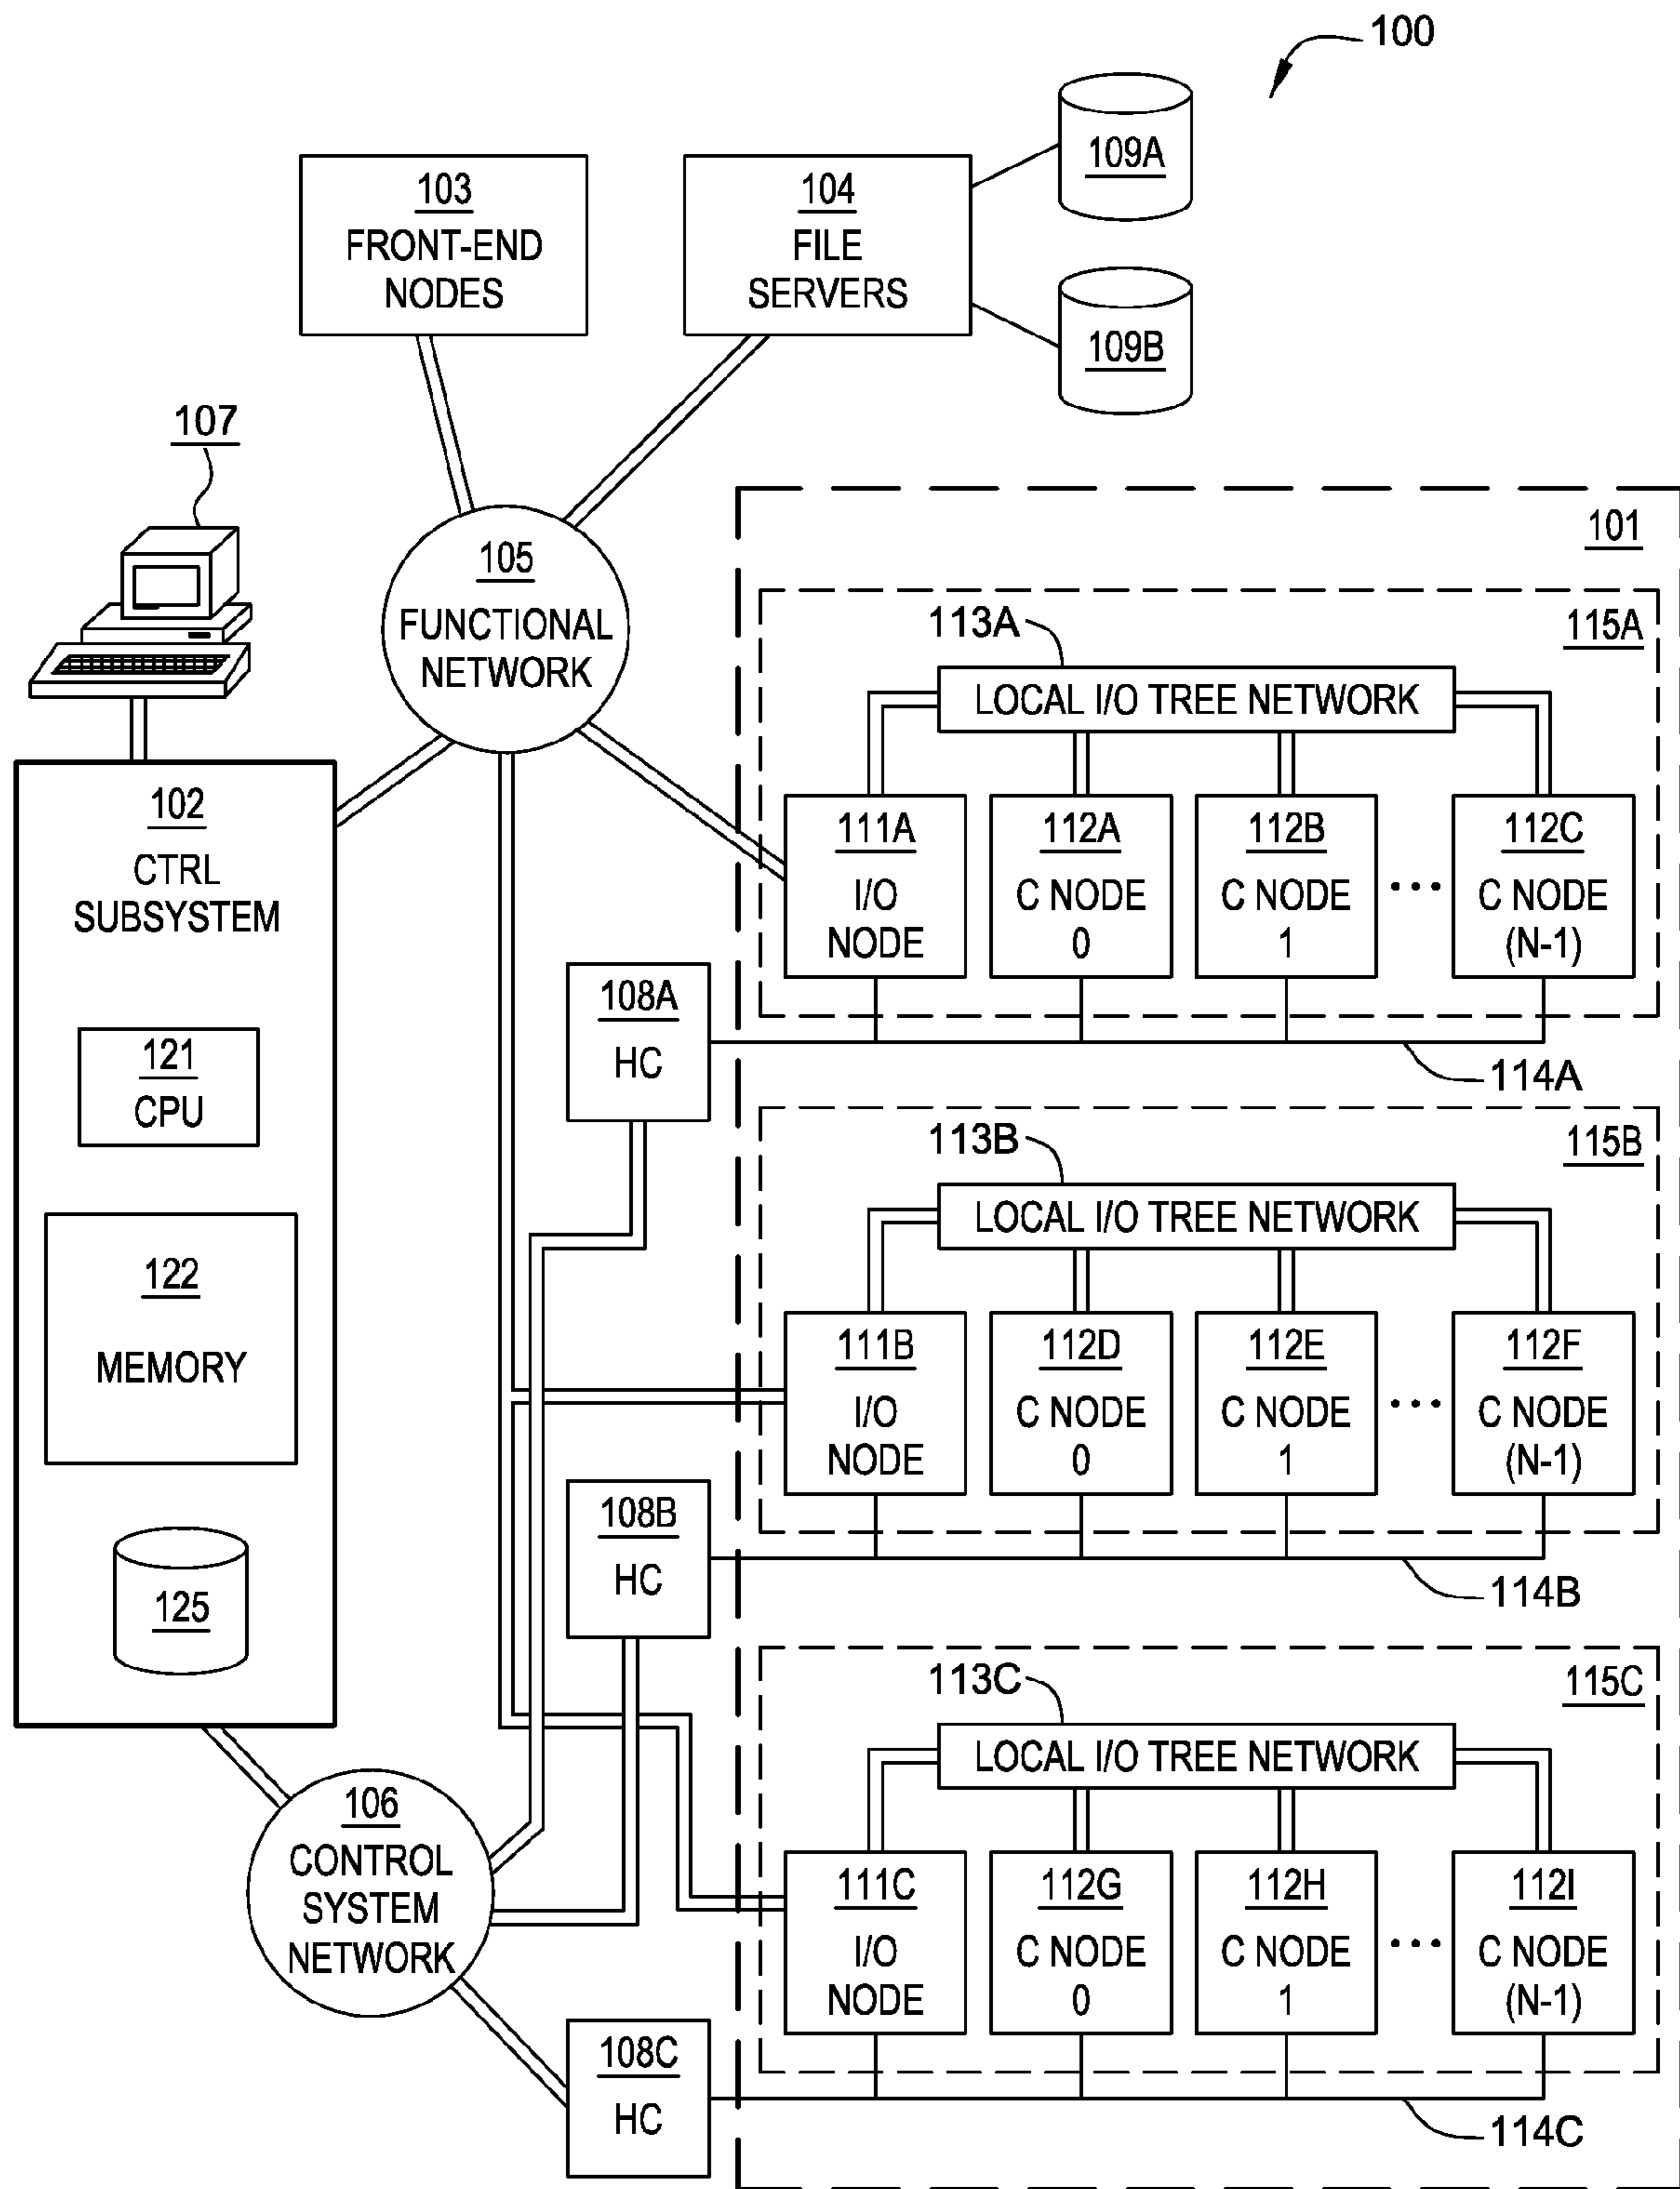 100
109A
103
FRONT-END
NODES
104
FILE
SERVERS
109B
107
101
105
FUNCTIONAL
NETWORK
113A
115A
LOCAL I/O TREE NETWORK
102
CTRL
SUBSYSTEM
111A
I/O
NODE
112A
C NODE
0
112B
C NODE
1
•••
112C
C NODE
(N-1)
108A
HC
121
CPU
114A
113B
115B
LOCAL I/O TREE NETWORK
122
MEMORY
111B
I/O
NODE
112D
C NODE
0
112E
C NODE
1
•••
112F
C NODE
(N-1)
108B
HC
125
114B
113C
115C
LOCAL I/O TREE NETWORK
106
CONTROL
SYSTEM
NETWORK
111C
I/O
NODE
112G
C NODE
0
112H
C NODE
1
•••
112I
C NODE
(N-1)
108C
HC
114C